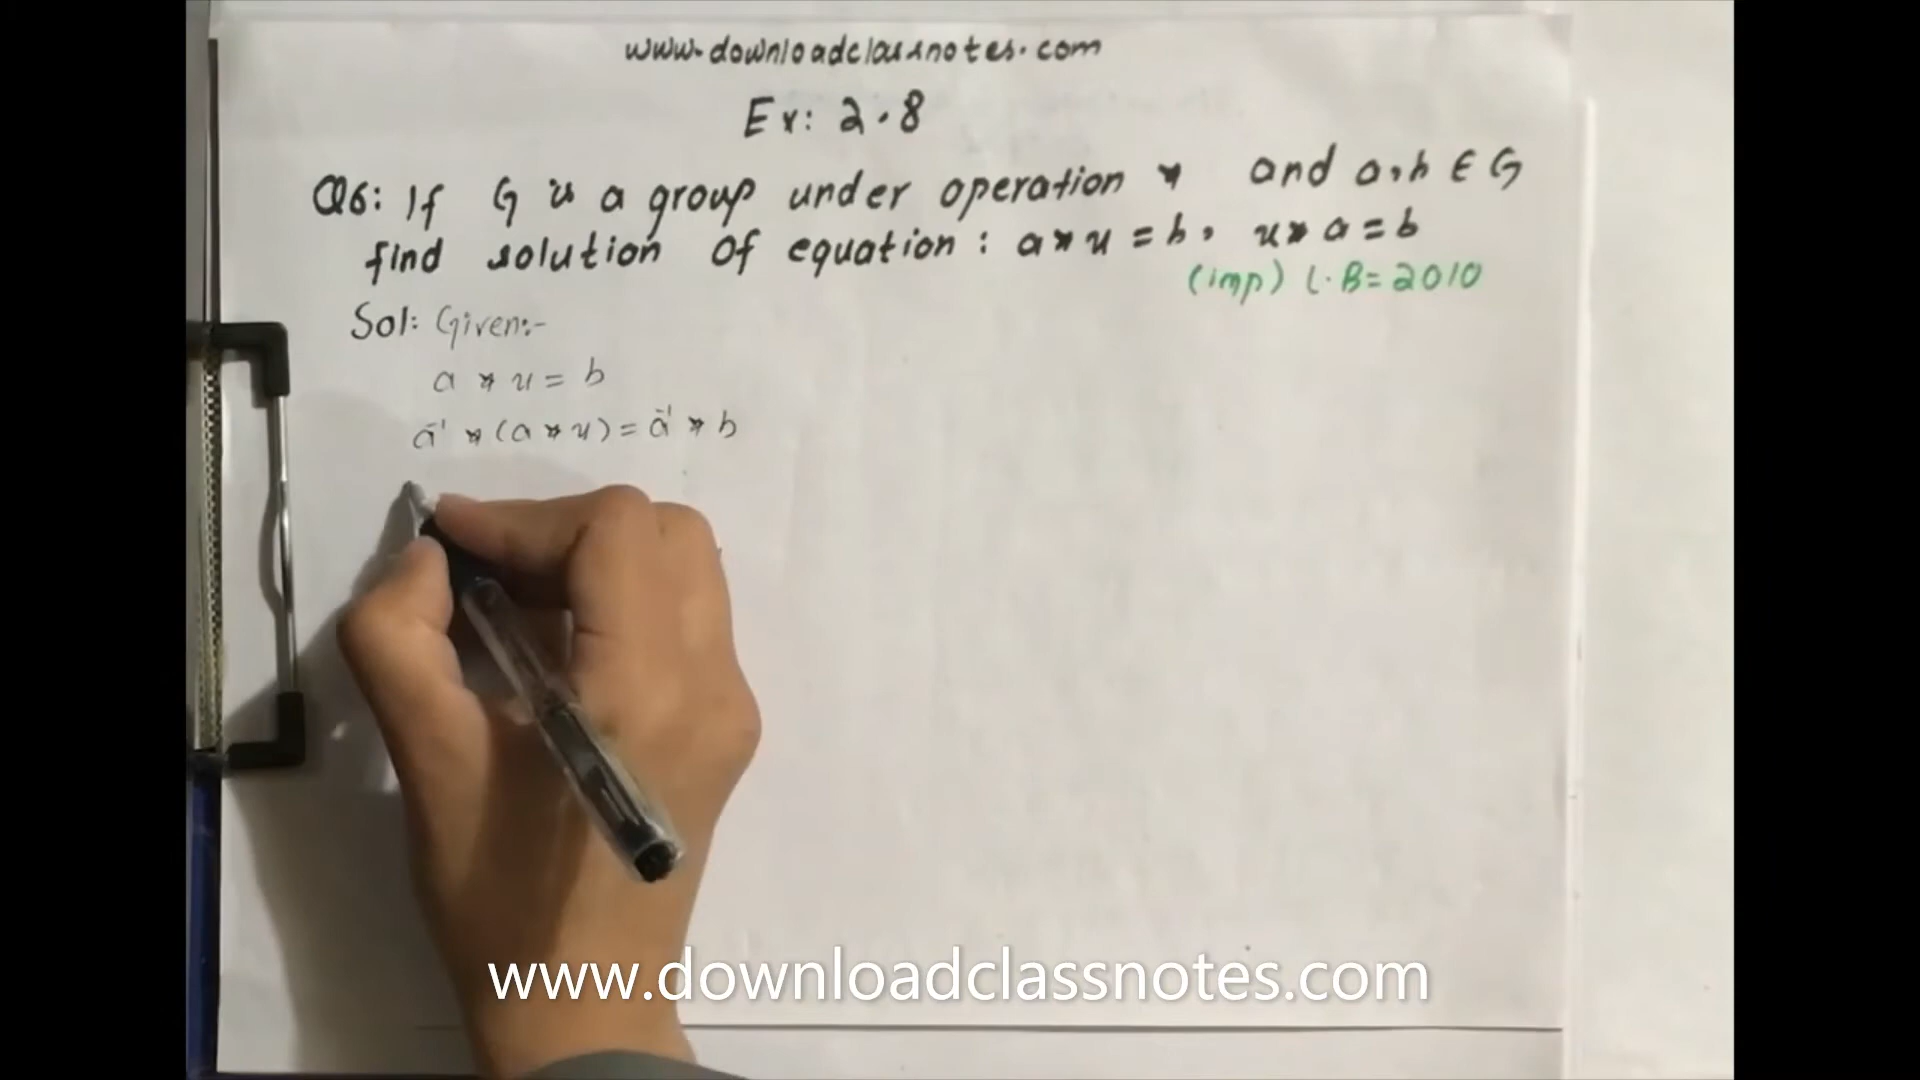 www.downloadclassnotes.com
Ex: 2.8
Q6: If G is a group under operation * and a,b ∈ G
find solution of equation: a * x = b, x * a = b
(imp) L.B=2010
Sol: Given:-
a * x = b
a⁻¹ * (a * x) = a⁻¹ * b
www.downloadclassnotes.com